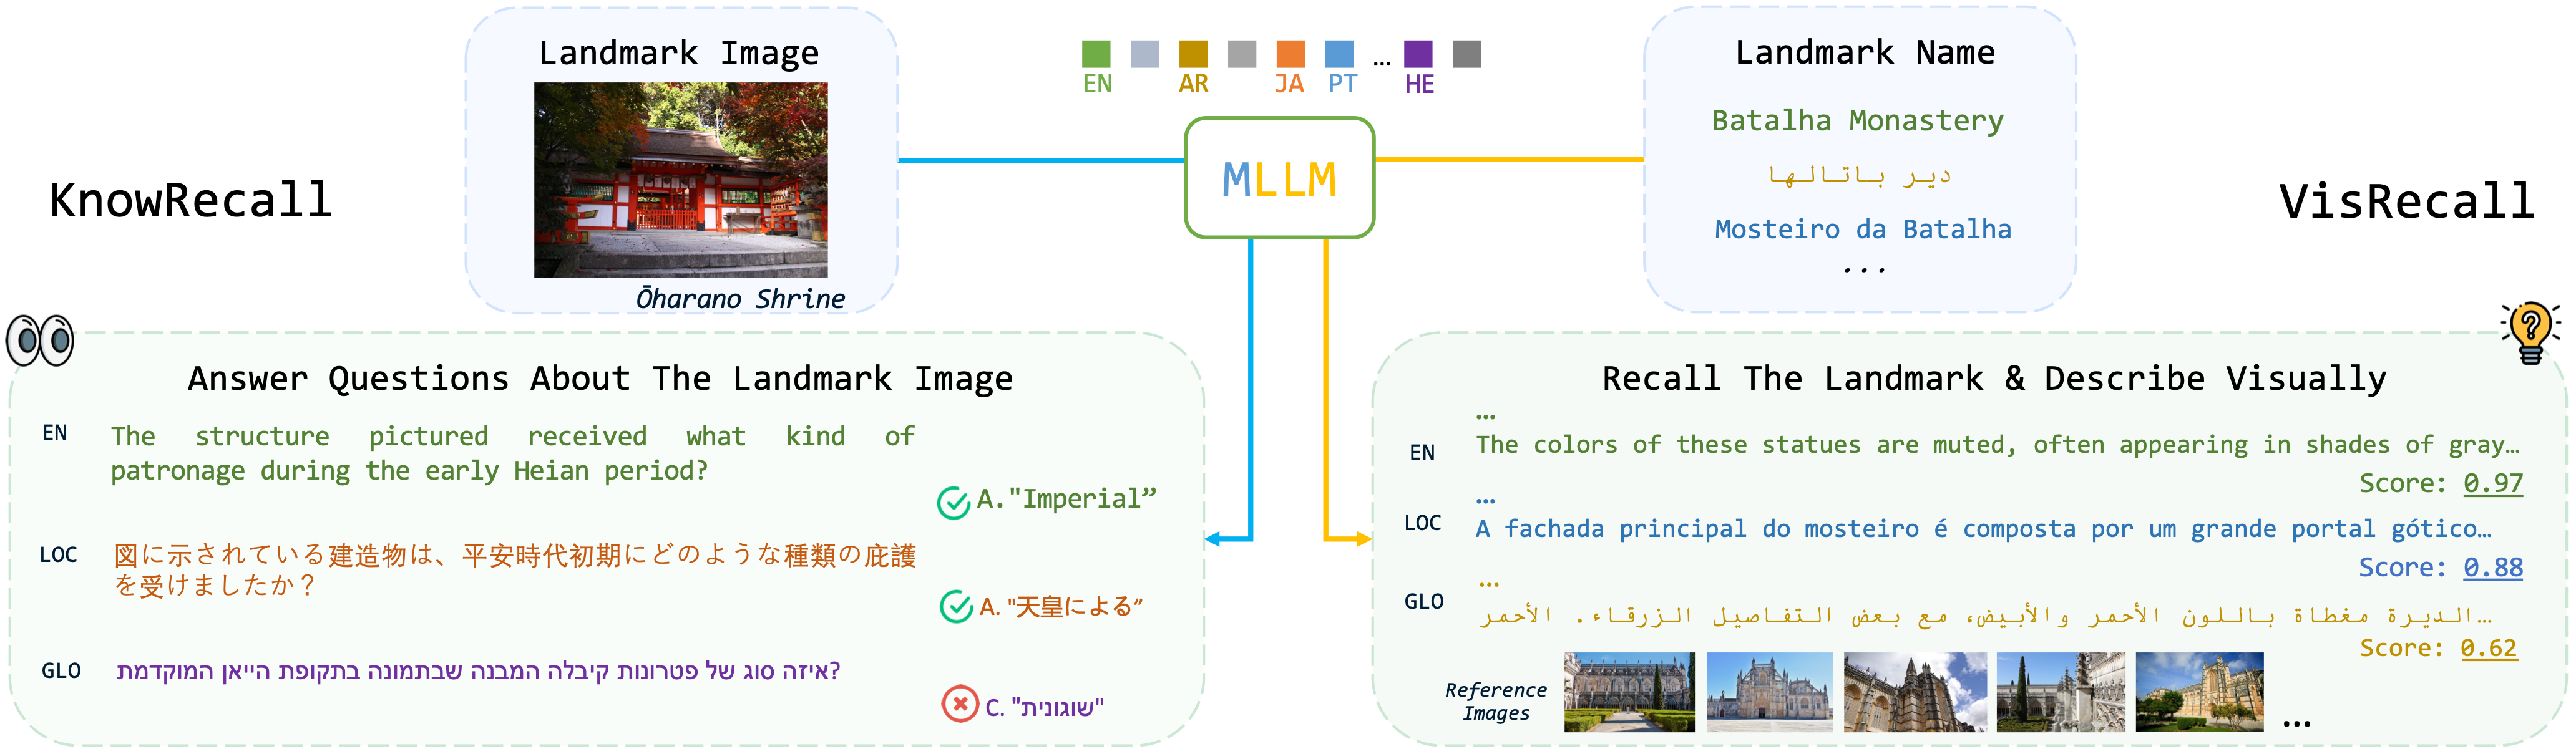 KnowRecall
Landmark Image
Ōharano Shrine
EN
AR
JA
PT
...
HE
MLLM
Landmark Name
Batalha Monastery
دير باتالها
Mosteiro da Batalha
...
VisRecall
Answer Questions About The Landmark Image
EN
The structure pictured received what kind of
patronage during the early Heian period?
A."Imperial”
LOC
図に示されている建造物は、平安時代初期にどのような種類の庇護
を受けましたか？
A. "天皇による”
GLO
איזה סוג של פטרונות קיבלה המבנה שבתמונה בתקופת הייאן המוקדמת?
C. "שוגונית"
Recall The Landmark & Describe Visually
...
EN
The colors of these statues are muted, often appearing in shades of gray…
Score: 0.97
...
LOC
A fachada principal do mosteiro é composta por um grande portal gótico…
Score: 0.88
...
GLO
...الديرة مغطاة باللون الأحمر والأبيض، مع بعض التفاصيل الزرقاء. الأحمر
Score: 0.62
Reference
Images
...